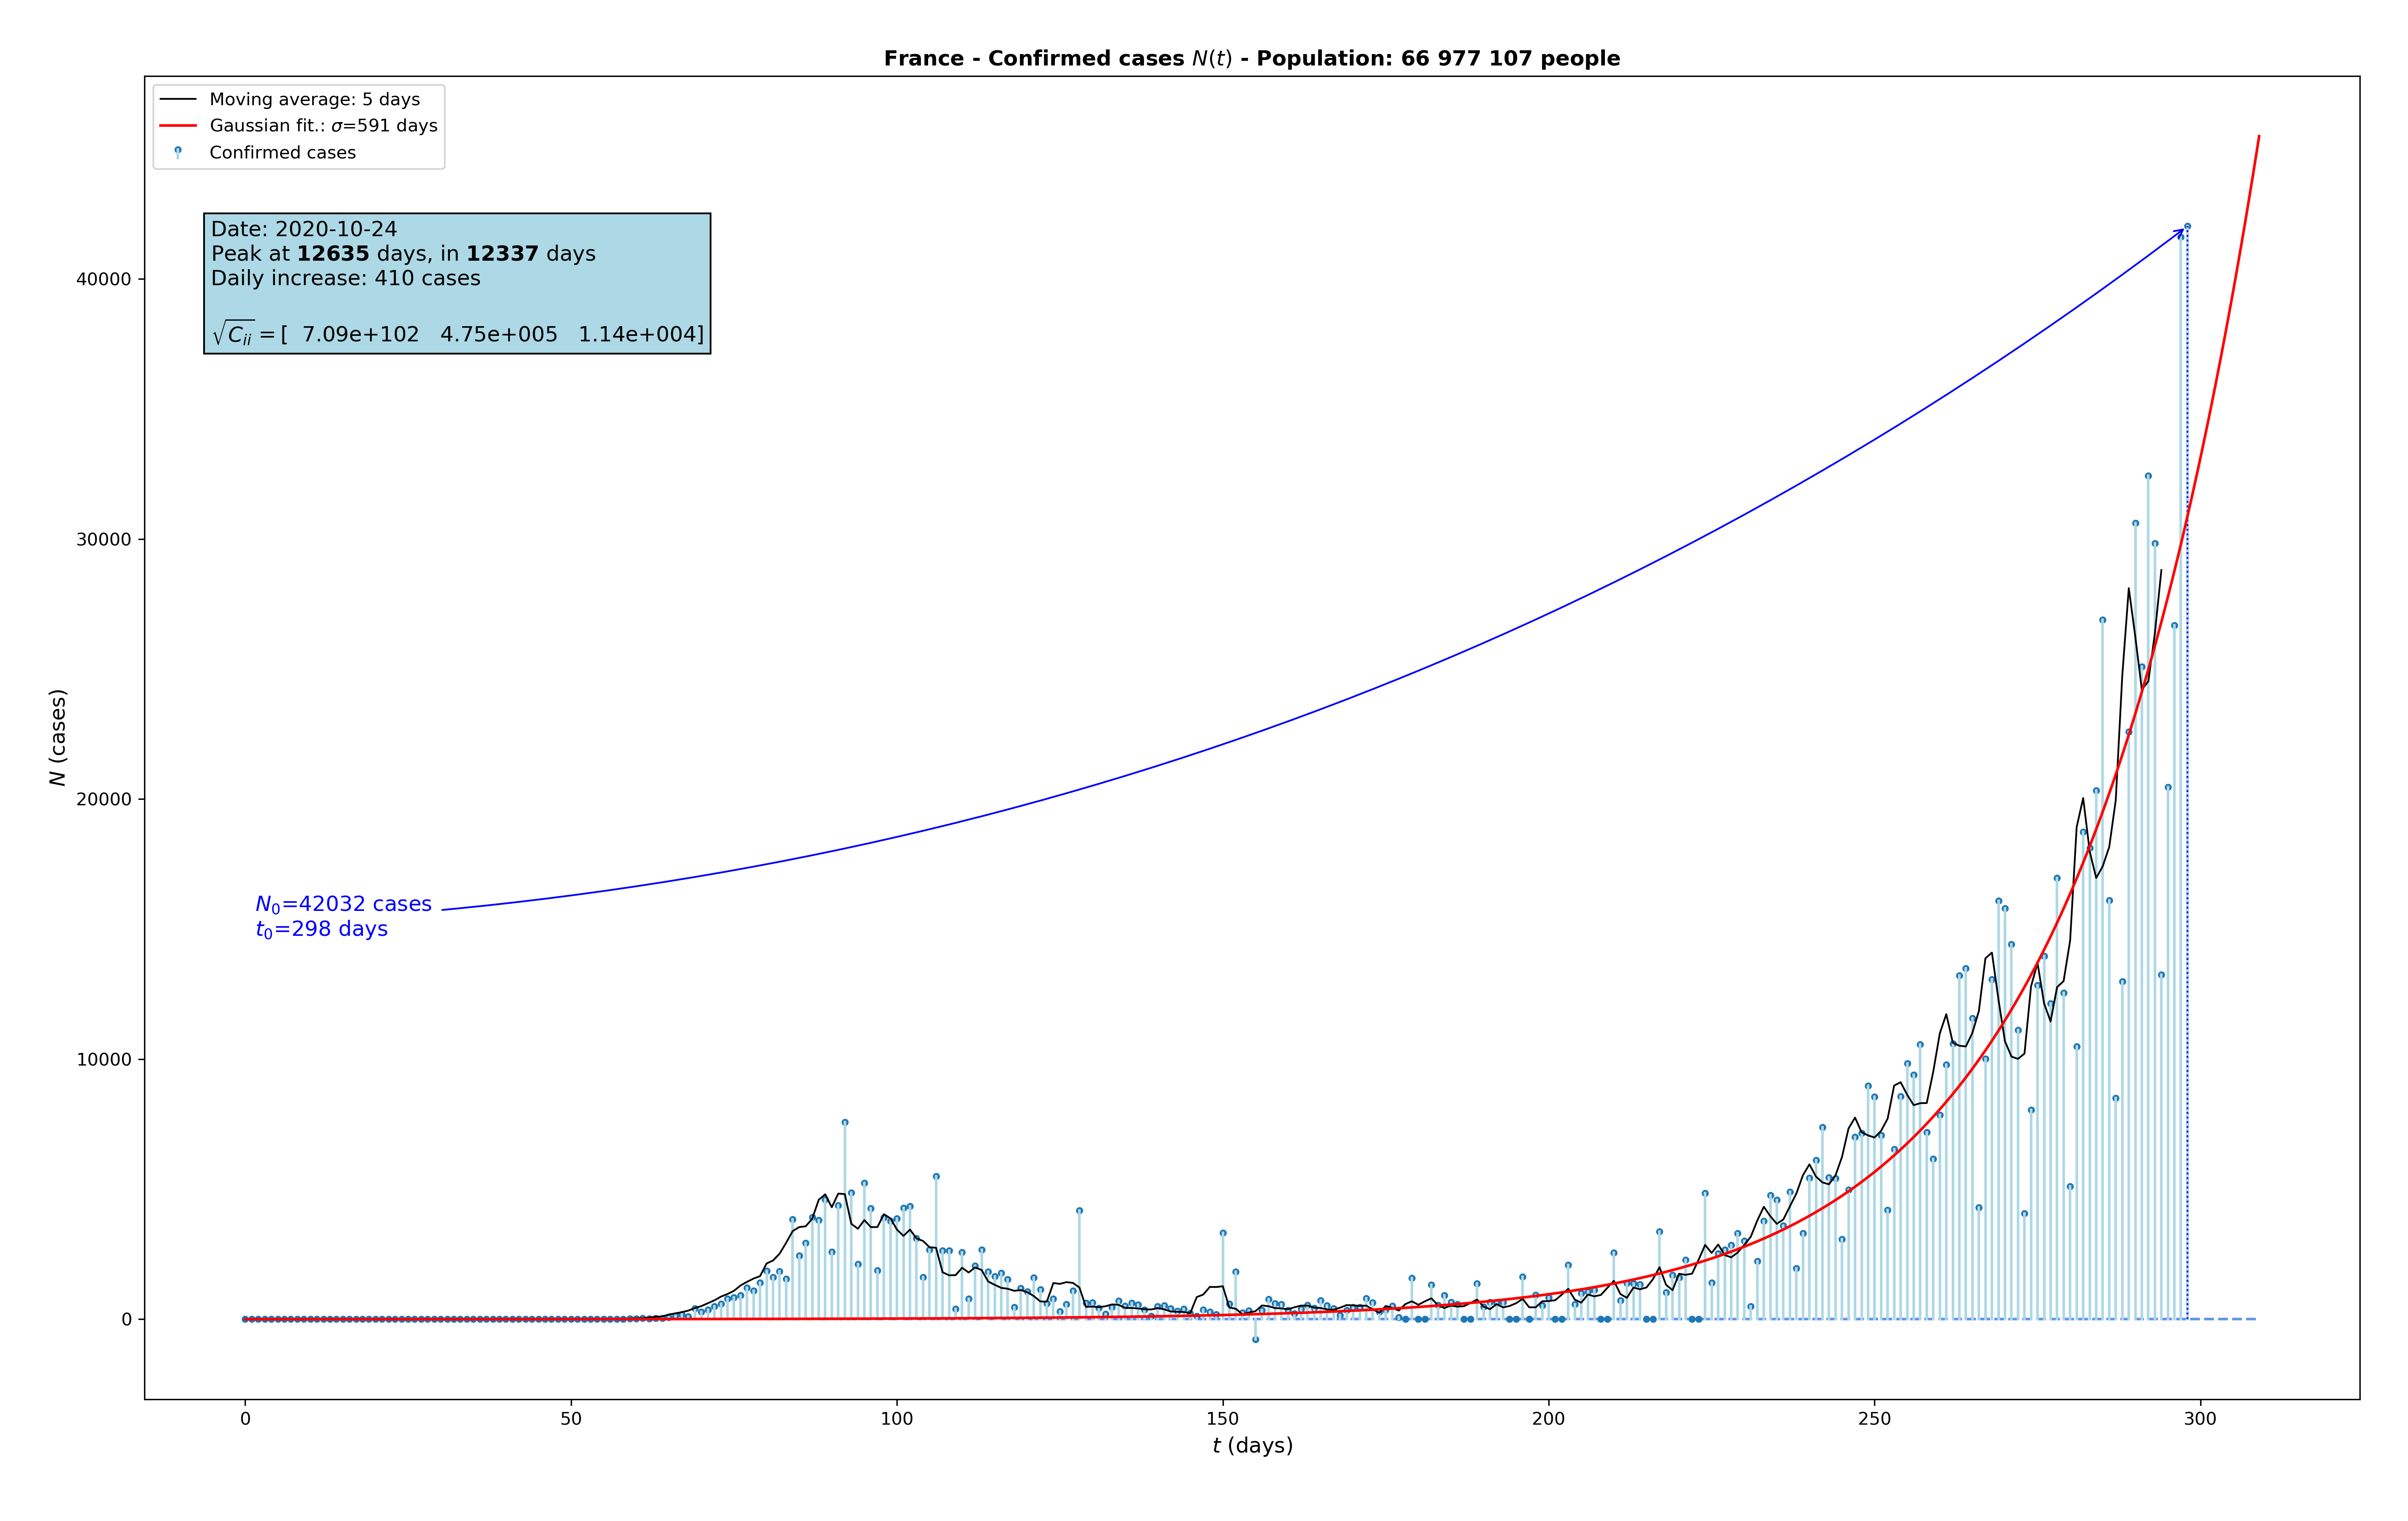 France - Confirmed cases N(t) - Population: 66 977 107 people
Moving average: 5 days
Gaussian fit.: σ=591 days
Confirmed cases
Date: 2020-10-24
Peak at 12635 days, in 12337 days
Daily increase: 410 cases
√C_ii = [ 7.09e+102 4.75e+005 1.14e+004]
N₀=42032 cases
t₀=298 days
N (cases)
40000
30000
20000
10000
0
0 50 100 150 200 250 300
t (days)